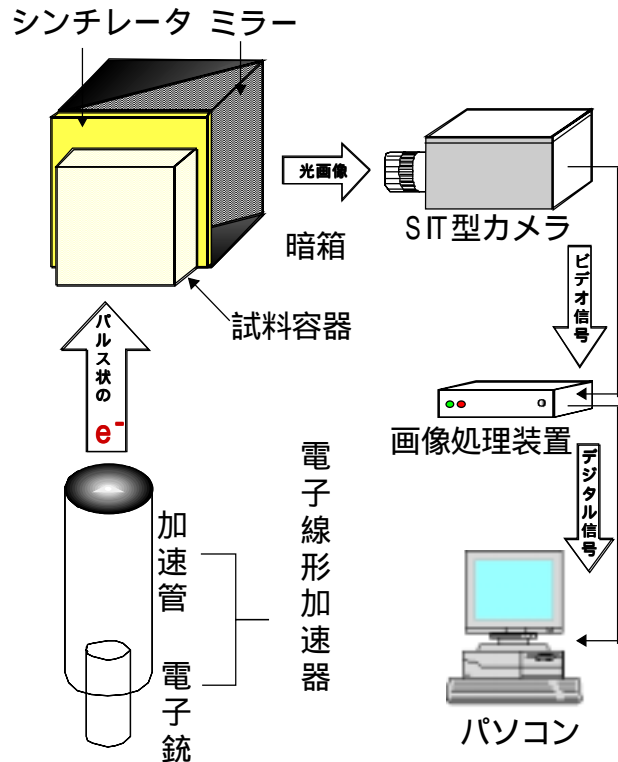 シンチレータ ミラー
光画像
SIT型カメラ
暗箱
試料容器
パルス状の
e-
ビデオ信号
画像処理装置
デジタル信号
パソコン
電子線形加速器
加速管
電子銃